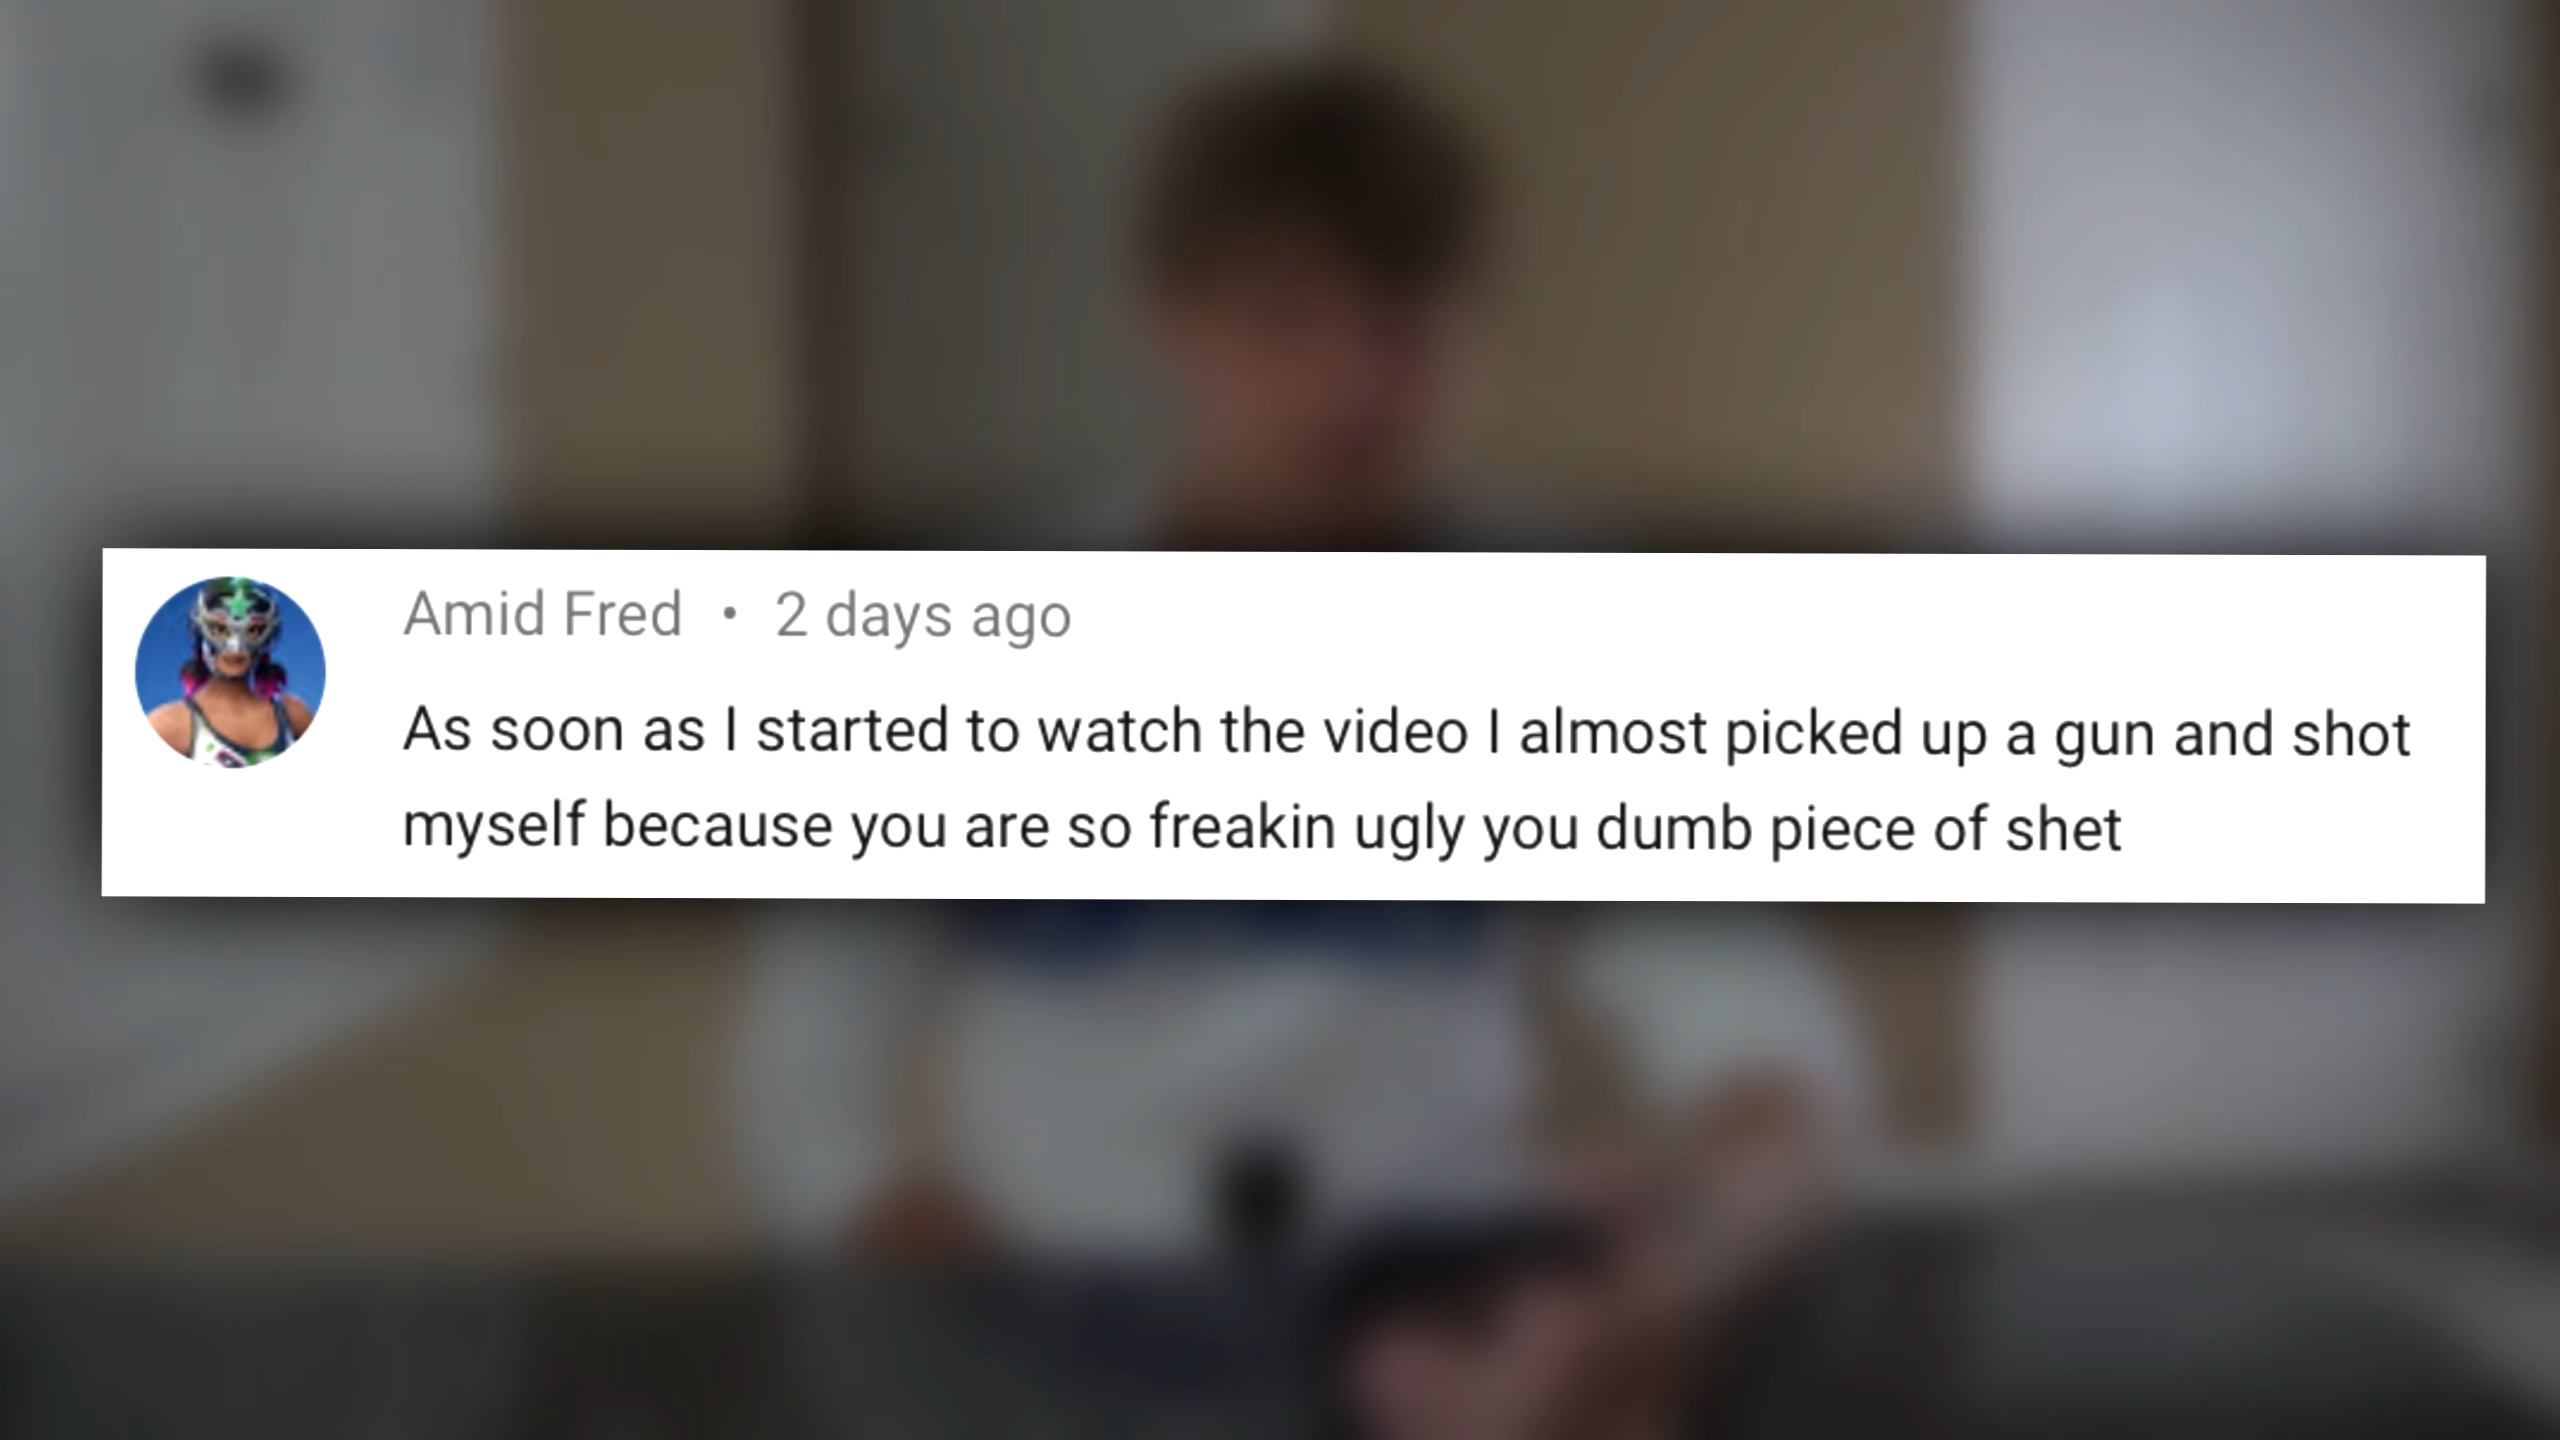 Amid Fred • 2 days ago
As soon as I started to watch the video I almost picked up a gun and shot
myself because you are so freakin ugly you dumb piece of shet